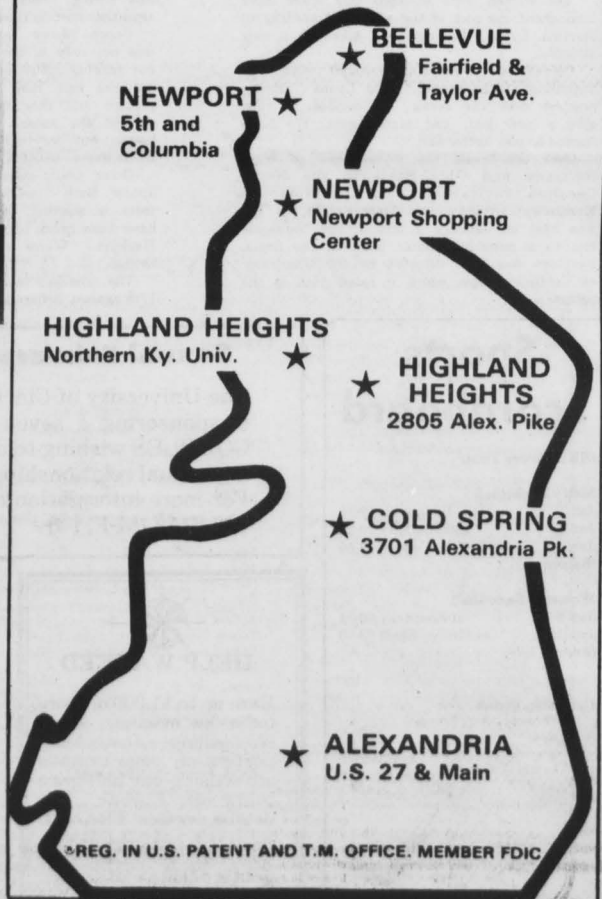 BELLEVUE
Fairfield &
Taylor Ave.
NEWPORT
5th and
Columbia
NEWPORT
Newport Shopping
Center
HIGHLAND HEIGHTS
Northern Ky. Univ.
HIGHLAND
HEIGHTS
2805 Alex. Pike
COLD SPRING
3701 Alexandria Pk.
ALEXANDRIA
U.S. 27 & Main
REG. IN U.S. PATENT AND T.M. OFFICE. MEMBER FDIC